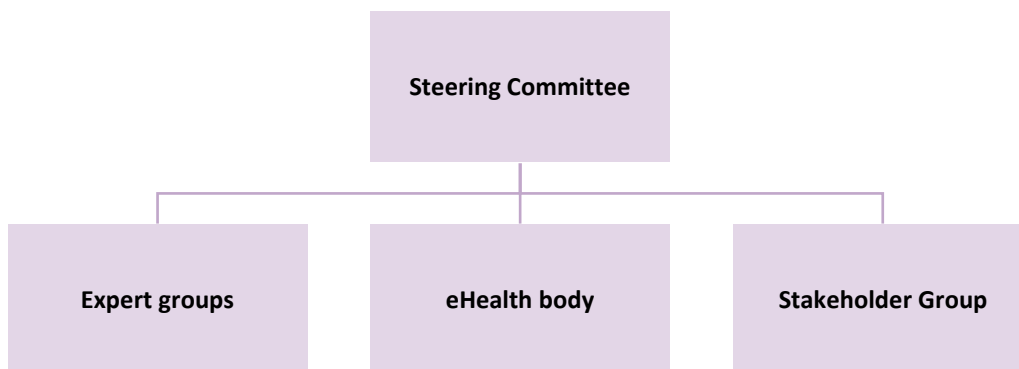 Steering Committee
Expert groups
eHealth body
Stakeholder Group